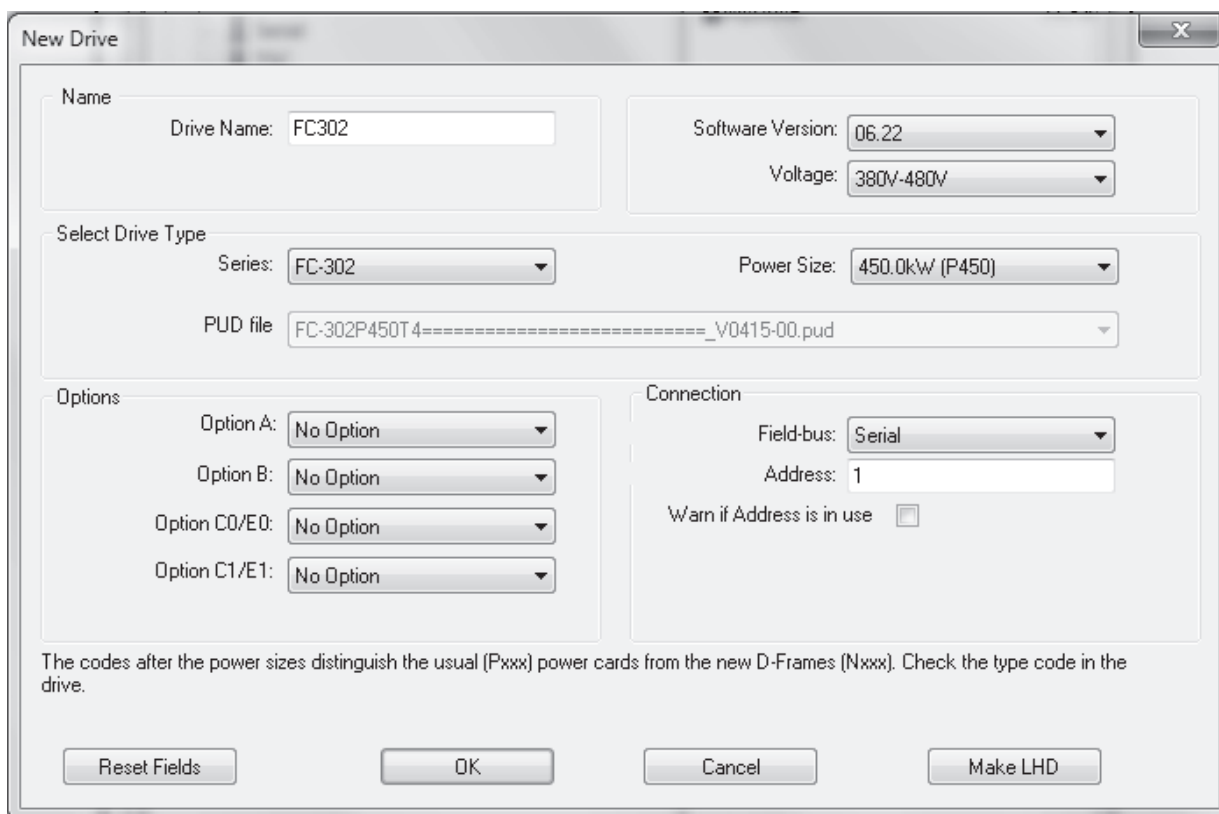 New Drive
Name
Drive Name: FC302
Software Version: 06.22
Voltage: 380V-480V
Select Drive Type
Series: FC-302
Power Size: 450.0kW (P450)
PUD file FC-302P450T4===========================_V0415-00.pud
Options
Option A: No Option
Option B: No Option
Option C0/E0: No Option
Option C1/E1: No Option
Connection
Field-bus: Serial
Address: 1
Warn if Address is in use
The codes after the power sizes distinguish the usual (Pxxx) power cards from the new D-Frames (Nxxx). Check the type code in the
drive.
Reset Fields OK Cancel Make LHD